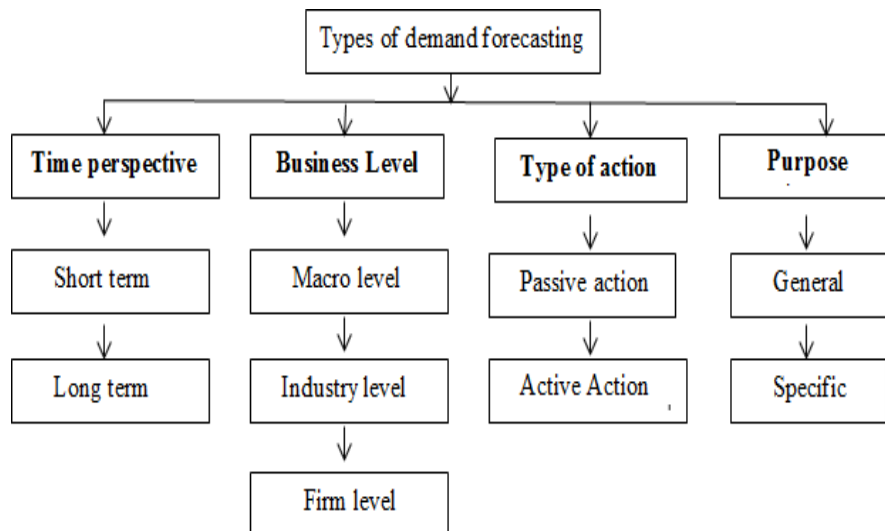 Types of demand forecasting
Time perspective
Business Level
Type of action
Purpose
Short term
Macro level
Passive action
General
Long term
Industry level
Active Action
Specific
Firm level